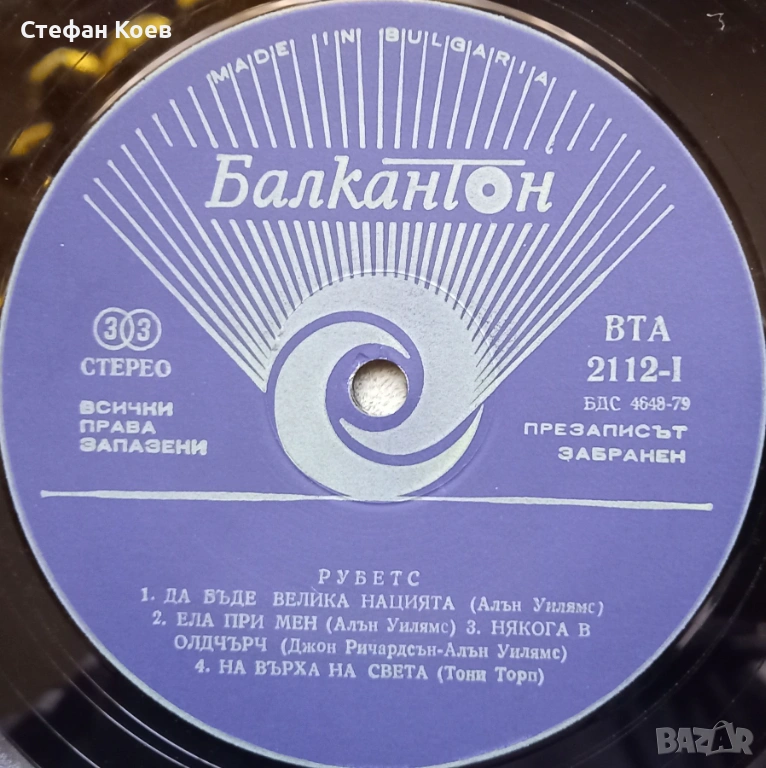 Стефан Коев
3
MADE IN BULGARIA
Балкантон
33
СТЕРЕО
ВСИЧКИ
ПРАВА
ЗАПАЗЕНИ
ВТА
2112-I
БДС 4648-79
ПРЕЗАПИСЪТ
ЗАБРАНЕН
РУБЕТС
1. ДА БЪДЕ ВЕЛИКА НАЦИЯТА (Алън Уилямс)
2. ЕЛА ПРИ МЕН (Алън Уилямс) 3. НЯКОГА В
ОЛДЧЪРЧ (Джон Ричардсън-Алън Уилямс)
4. НА ВЪРХА НА СВЕТА (Тони Торп)
BAZAR